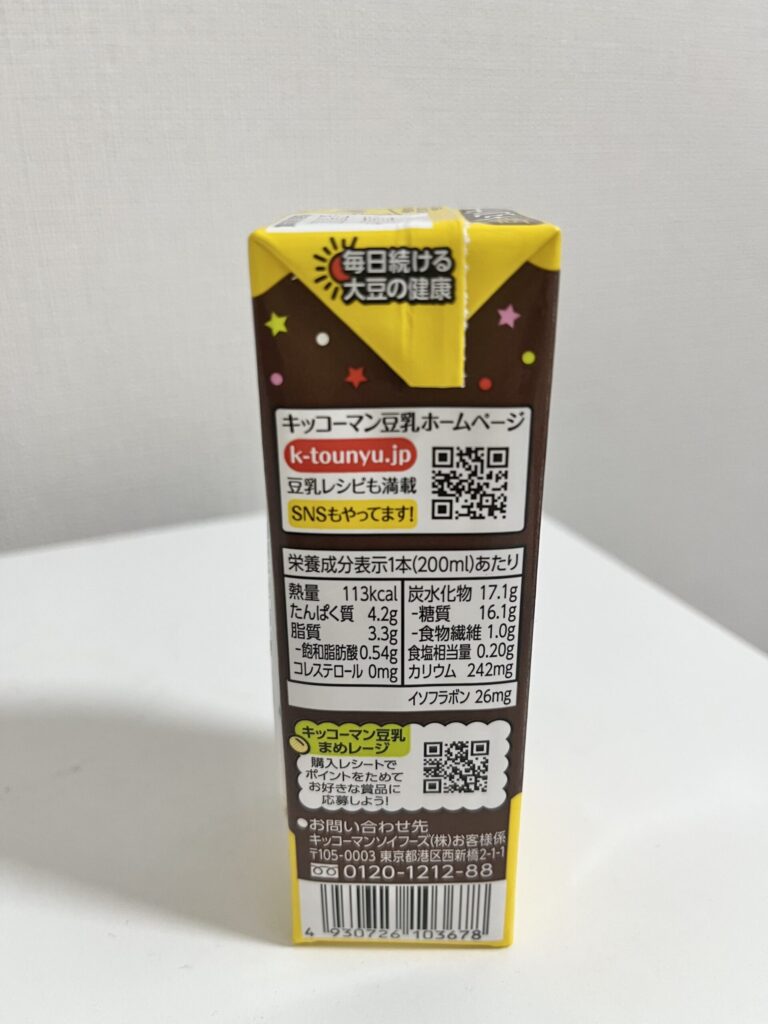 毎日続ける
大豆の健康
キッコーマン豆乳ホームページ
k-tounyu.jp
豆乳レシピも満載
SNSもやってます!
栄養成分表示1本(200ml)あたり
熱量 113kcal
たんぱく質 4.2g
脂質 3.3g
-飽和脂肪酸 0.54g
コレステロール 0mg
炭水化物 17.1g
-糖質 16.1g
-食物繊維 1.0g
食塩相当量 0.20g
カリウム 242mg
イソフラボン 26mg
キッコーマン豆乳
まめレージ
購入レシートで
ポイントをためて
お好きな賞品に
応募しよう!
●お問い合わせ先
キッコーマンソイフーズ(株)お客様係
〒105-0003 東京都港区西新橋2-1-1
0120-1212-88
4 930726 103678